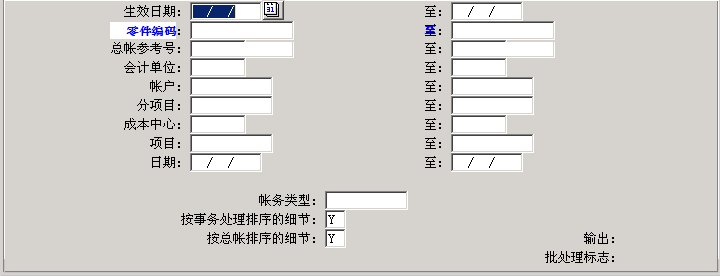 生效日期: / / 31 至: / /
零件编码: 至:
总帐参考号: 至:
会计单位: 至:
帐户: 至:
分项目: 至:
成本中心: 至:
项目: 至:
日期: / / 至: / /
帐务类型:
按事务处理排序的细节: Y
按总帐排序的细节: Y 输出:
批处理标志: